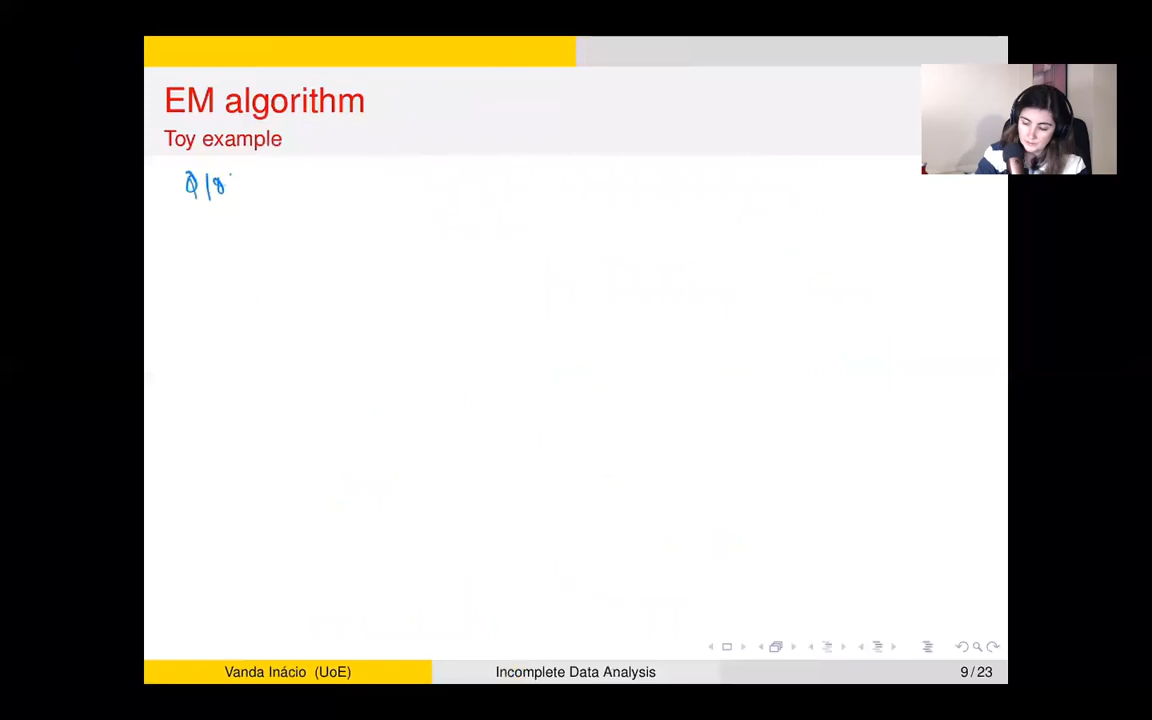 EM algorithm
Toy example
Vanda Inácio (UoE)
Incomplete Data Analysis
9 / 23